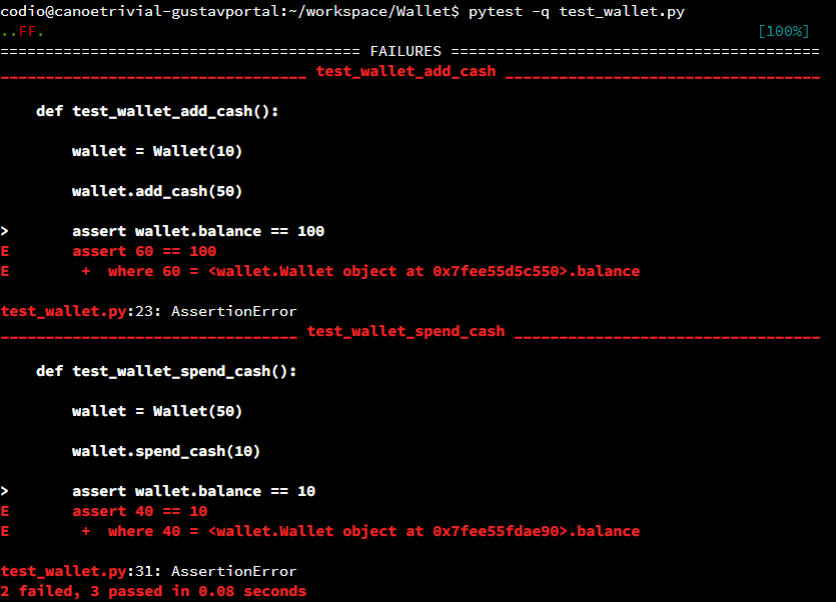 codio@canoetrivial-gustavportal:~/workspace/Wallet$ pytest -q test_wallet.py
..FF. [100%]
======================================== FAILURES =========================================
__________________________________ test_wallet_add_cash ___________________________________
def test_wallet_add_cash():
wallet = Wallet(10)
wallet.add_cash(50)
> assert wallet.balance == 100
E assert 60 == 100
E + where 60 = <wallet.Wallet object at 0x7fee55d5c550>.balance
test_wallet.py:23: AssertionError
_________________________________ test_wallet_spend_cash __________________________________
def test_wallet_spend_cash():
wallet = Wallet(50)
wallet.spend_cash(10)
> assert wallet.balance == 10
E assert 40 == 10
E + where 40 = <wallet.Wallet object at 0x7fee55fdae90>.balance
test_wallet.py:31: AssertionError
2 failed, 3 passed in 0.08 seconds